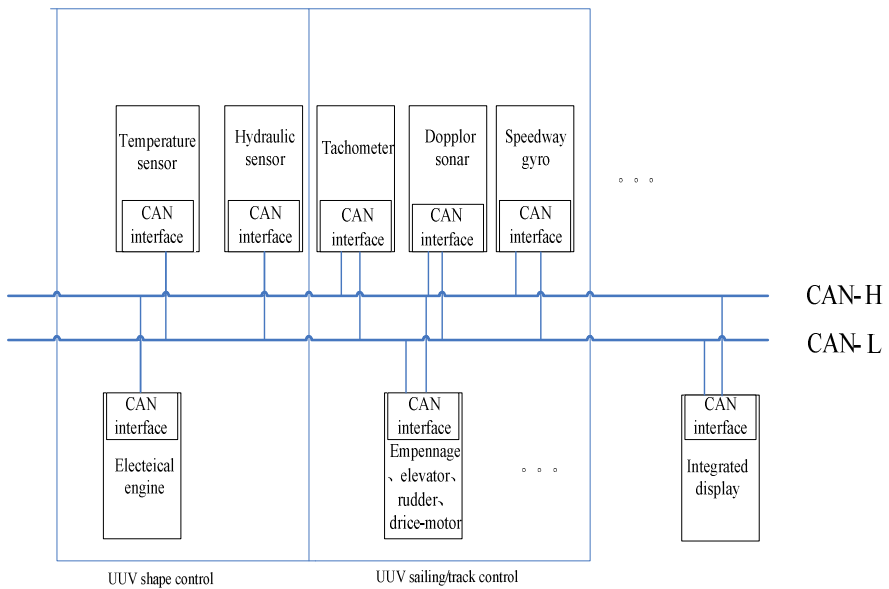 Temperature
sensor
CAN
interface
Hydraulic
sensor
CAN
interface
Tachometer
CAN
interface
Dopplor
sonar
CAN
interface
Speedway
gyro
CAN
interface
。。。
CAN-H
CAN-L
CAN
interface
Electeical
engine
CAN
interface
Empennage
、elevator、
rudder、
drice-motor
。。。
CAN
interface
Integrated
display
UUV shape control
UUV sailing/track control